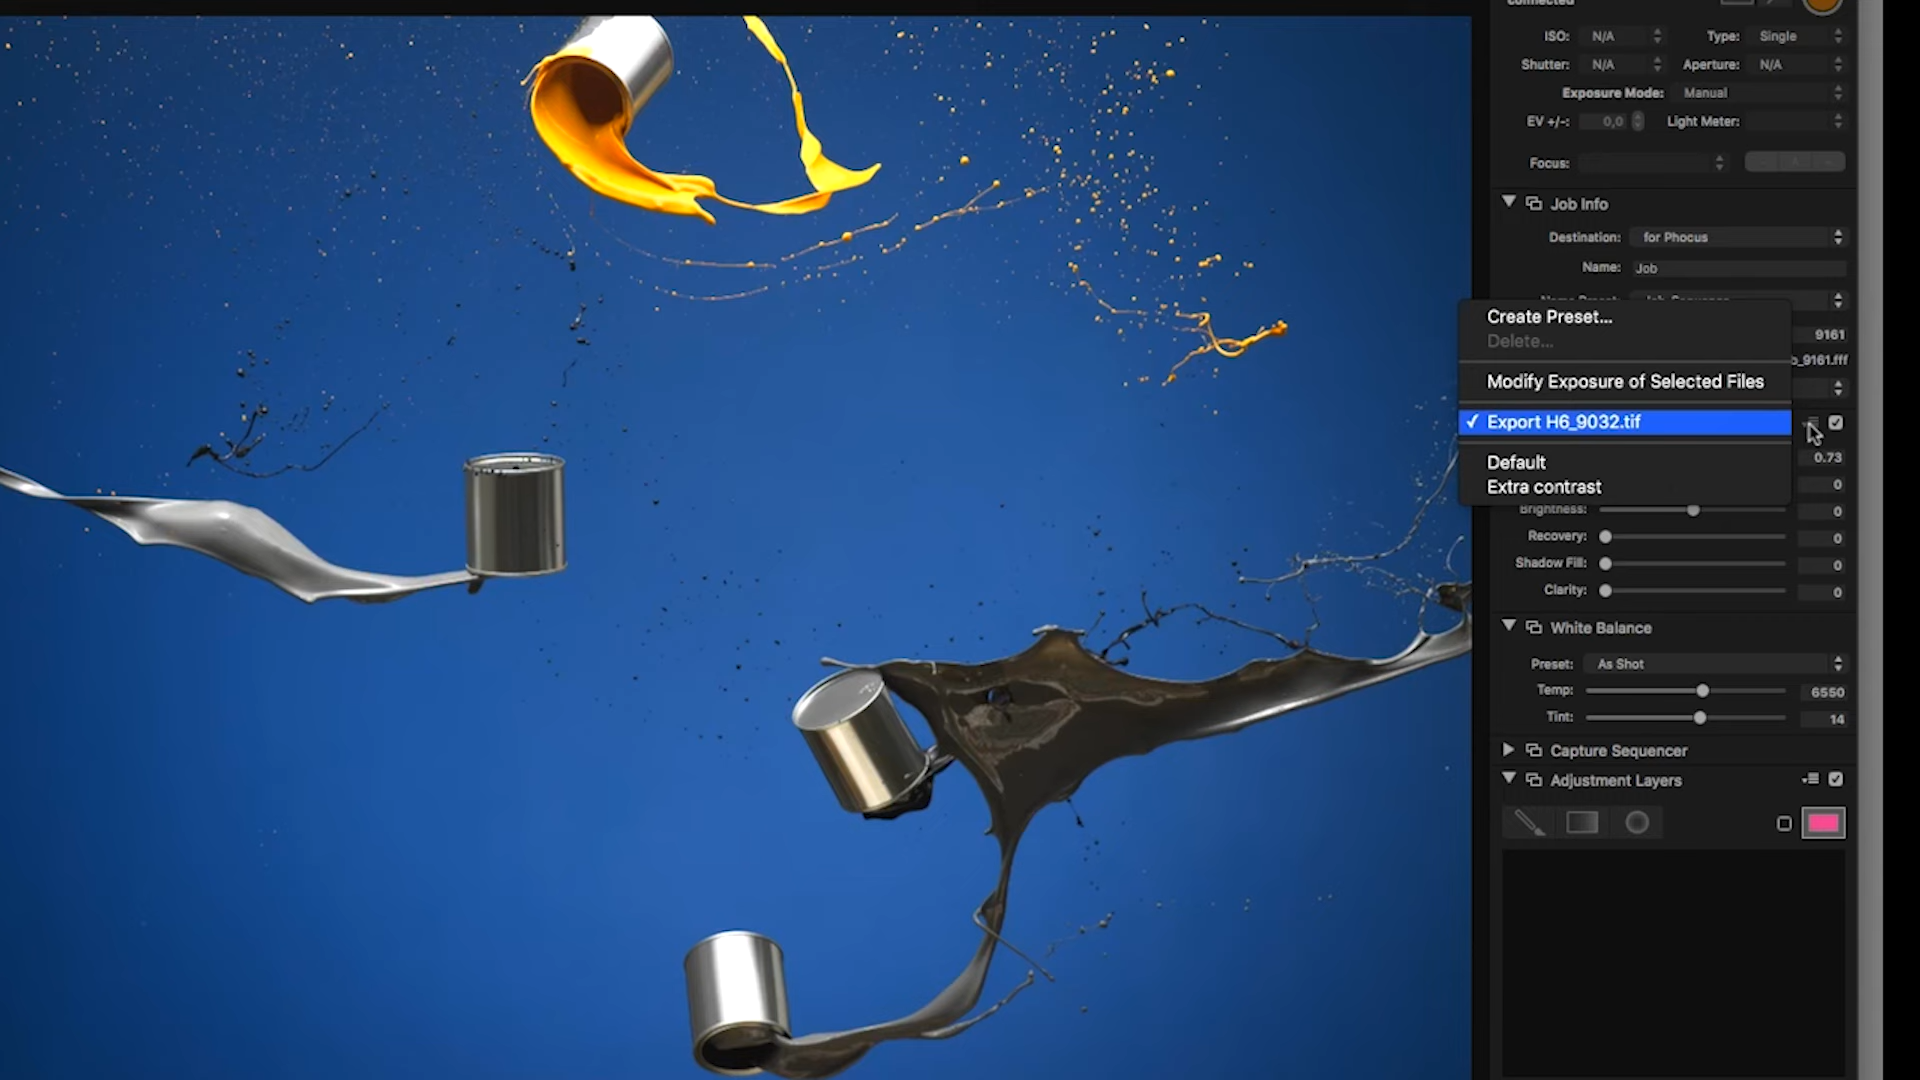 connected
ISO: N/A Type: Single
Shutter: N/A Aperture: N/A
Exposure Mode: Manual
EV +/-: 0,0 Light Meter:
Focus:
Job Info
Destination: for Phocus
Name: Job
Create Preset...
9161
Delete...
b_9161.fff
Modify Exposure of Selected Files
✓ Export H6_9032.tif
0.73
Default
0
Extra contrast
Brightness: 0
Recovery: 0
Shadow Fill: 0
Clarity: 0
White Balance
Preset: As Shot
Temp: 6550
Tint: 14
Capture Sequencer
Adjustment Layers